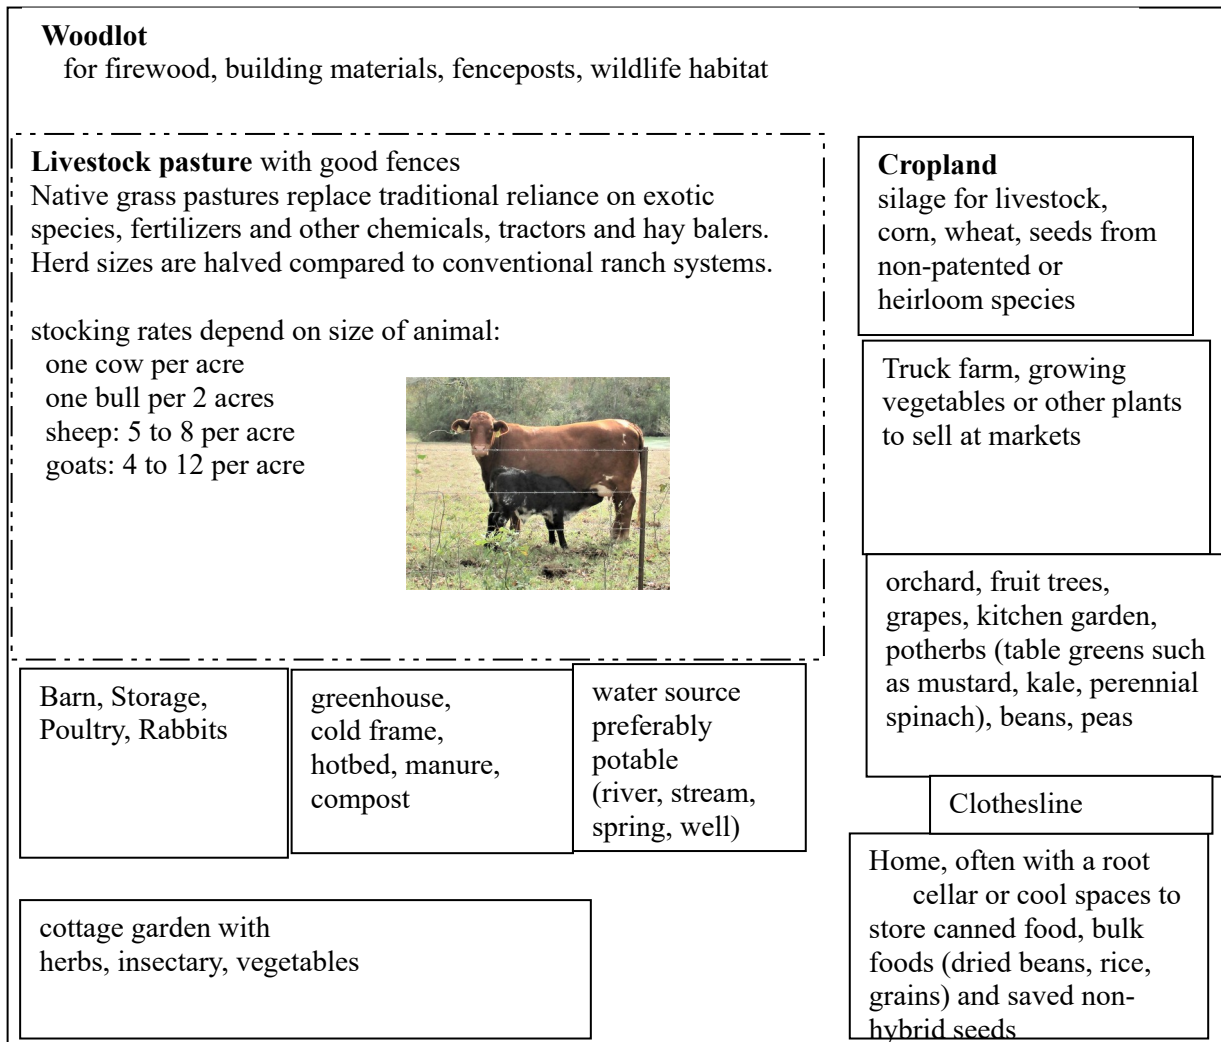 Woodlot
for firewood, building materials, fenceposts, wildlife habitat
Livestock pasture with good fences
Native grass pastures replace traditional reliance on exotic
species, fertilizers and other chemicals, tractors and hay balers.
Herd sizes are halved compared to conventional ranch systems.
stocking rates depend on size of animal:
one cow per acre
one bull per 2 acres
sheep: 5 to 8 per acre
goats: 4 to 12 per acre
Cropland
silage for livestock,
corn, wheat, seeds from
non-patented or
heirloom species
Truck farm, growing
vegetables or other plants
to sell at markets
orchard, fruit trees,
grapes, kitchen garden,
potherbs (table greens such
as mustard, kale, perennial
spinach), beans, peas
Barn, Storage,
Poultry, Rabbits
greenhouse,
cold frame,
hotbed, manure,
compost
water source
preferably
potable
(river, stream,
spring, well)
Clothesline
Home, often with a root
cellar or cool spaces to
store canned food, bulk
foods (dried beans, rice,
grains) and saved non-
hybrid seeds
cottage garden with
herbs, insectary, vegetables